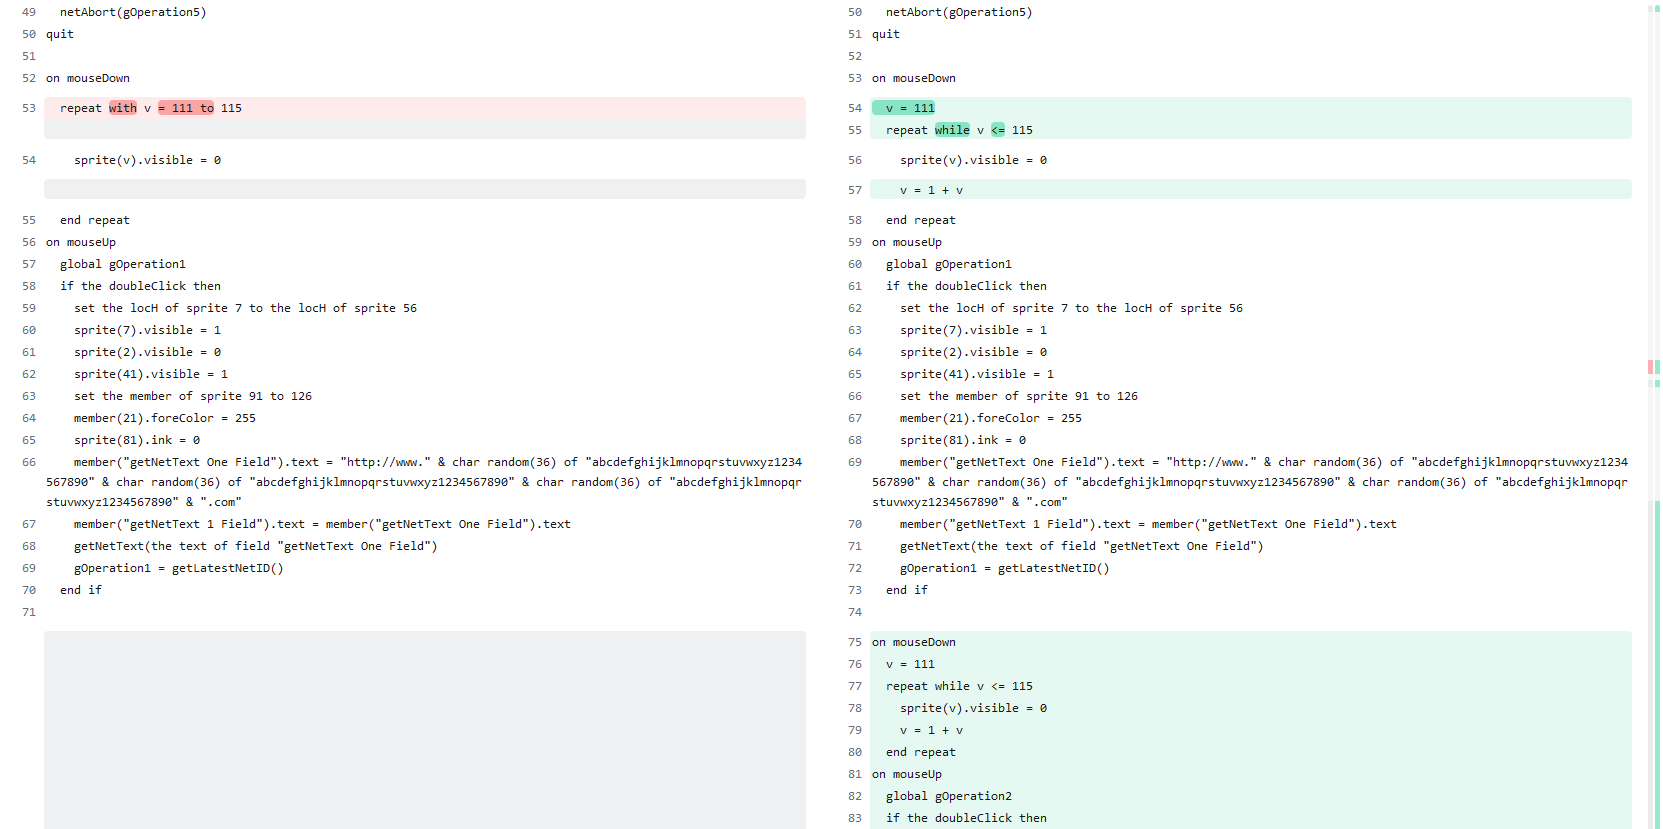 49   netAbort(gOperation5)
50 quit
51
52 on mouseDown
53   repeat with v = 111 to 115
54     sprite(v).visible = 0
55   end repeat
56 on mouseUp
57   global gOperation1
58   if the doubleClick then
59     set the locH of sprite 7 to the locH of sprite 56
60     sprite(7).visible = 1
61     sprite(2).visible = 0
62     sprite(41).visible = 1
63     set the member of sprite 91 to 126
64     member(21).foreColor = 255
65     sprite(81).ink = 0
66     member("getNetText One Field").text = "http://www." & char random(36) of "abcdefghijklmnopqrstuvwxyz1234
567890" & char random(36) of "abcdefghijklmnopqrstuvwxyz1234567890" & char random(36) of "abcdefghijklmnopqr
stuvwxyz1234567890" & ".com"
67     member("getNetText 1 Field").text = member("getNetText One Field").text
68     getNetText(the text of field "getNetText One Field")
69     gOperation1 = getLatestNetID()
70   end if
71
50   netAbort(gOperation5)
51 quit
52
53 on mouseDown
54   v = 111
55   repeat while v <= 115
56     sprite(v).visible = 0
57     v = 1 + v
58   end repeat
59 on mouseUp
60   global gOperation1
61   if the doubleClick then
62     set the locH of sprite 7 to the locH of sprite 56
63     sprite(7).visible = 1
64     sprite(2).visible = 0
65     sprite(41).visible = 1
66     set the member of sprite 91 to 126
67     member(21).foreColor = 255
68     sprite(81).ink = 0
69     member("getNetText One Field").text = "http://www." & char random(36) of "abcdefghijklmnopqrstuvwxyz1234
567890" & char random(36) of "abcdefghijklmnopqrstuvwxyz1234567890" & char random(36) of "abcdefghijklmnopqr
stuvwxyz1234567890" & ".com"
70     member("getNetText 1 Field").text = member("getNetText One Field").text
71     getNetText(the text of field "getNetText One Field")
72     gOperation1 = getLatestNetID()
73   end if
74
75 on mouseDown
76   v = 111
77   repeat while v <= 115
78     sprite(v).visible = 0
79     v = 1 + v
80   end repeat
81 on mouseUp
82   global gOperation2
83   if the doubleClick then